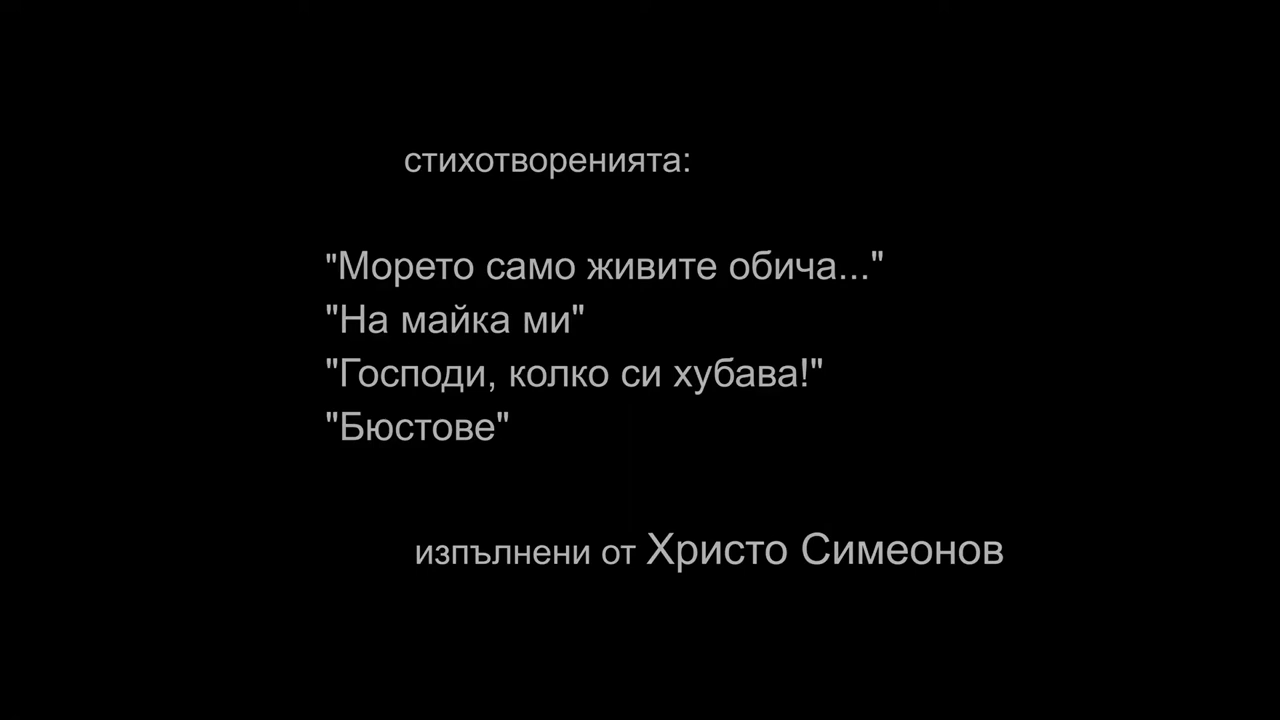 стихотворенията:
"Морето само живите обича..."
"На майка ми"
"Господи, колко си хубава!"
"Бюстове"
изпълнени от Христо Симеонов